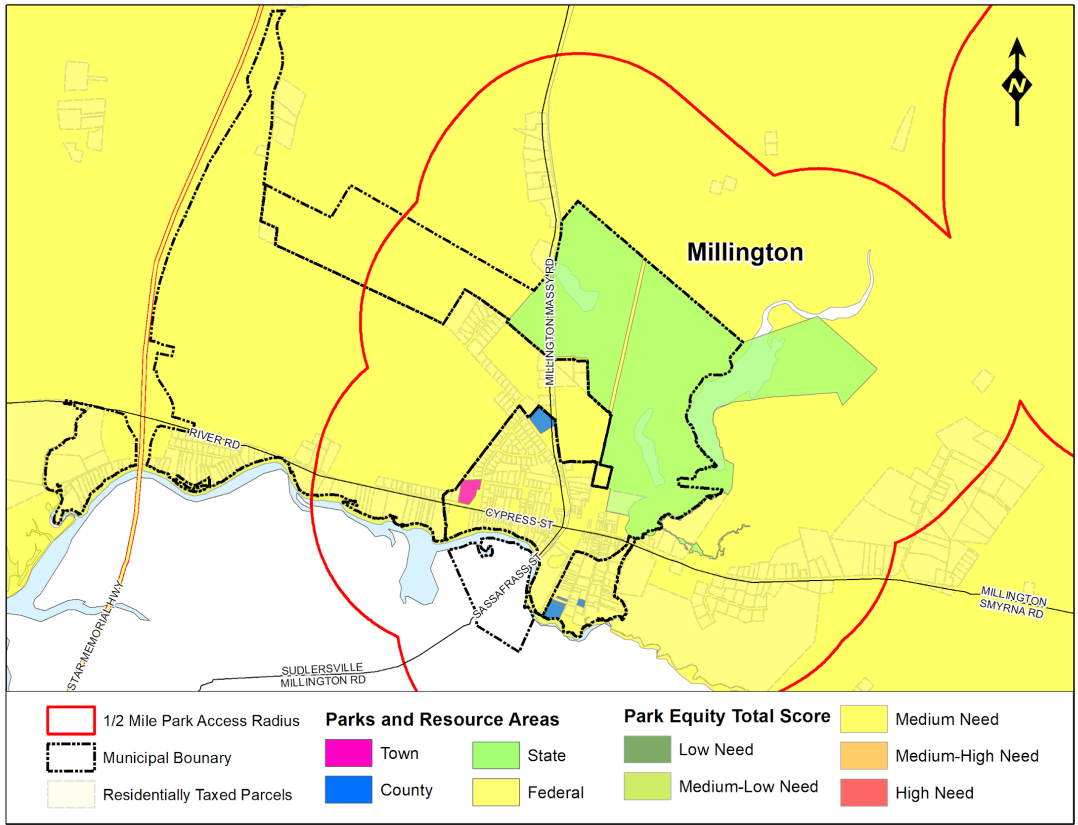 N
Millington
MILLINGTON MASSY RD
RIVER RD
CYPRESS ST
SASSAFRASS ST
STAR MEMORIAL HWY
MILLINGTON
SMYRNA RD
SUDLERSVILLE
MILLINGTON RD
1/2 Mile Park Access Radius
Municipal Bounary
Residentially Taxed Parcels
Parks and Resource Areas
Town
County
State
Federal
Park Equity Total Score
Low Need
Medium-Low Need
Medium Need
Medium-High Need
High Need